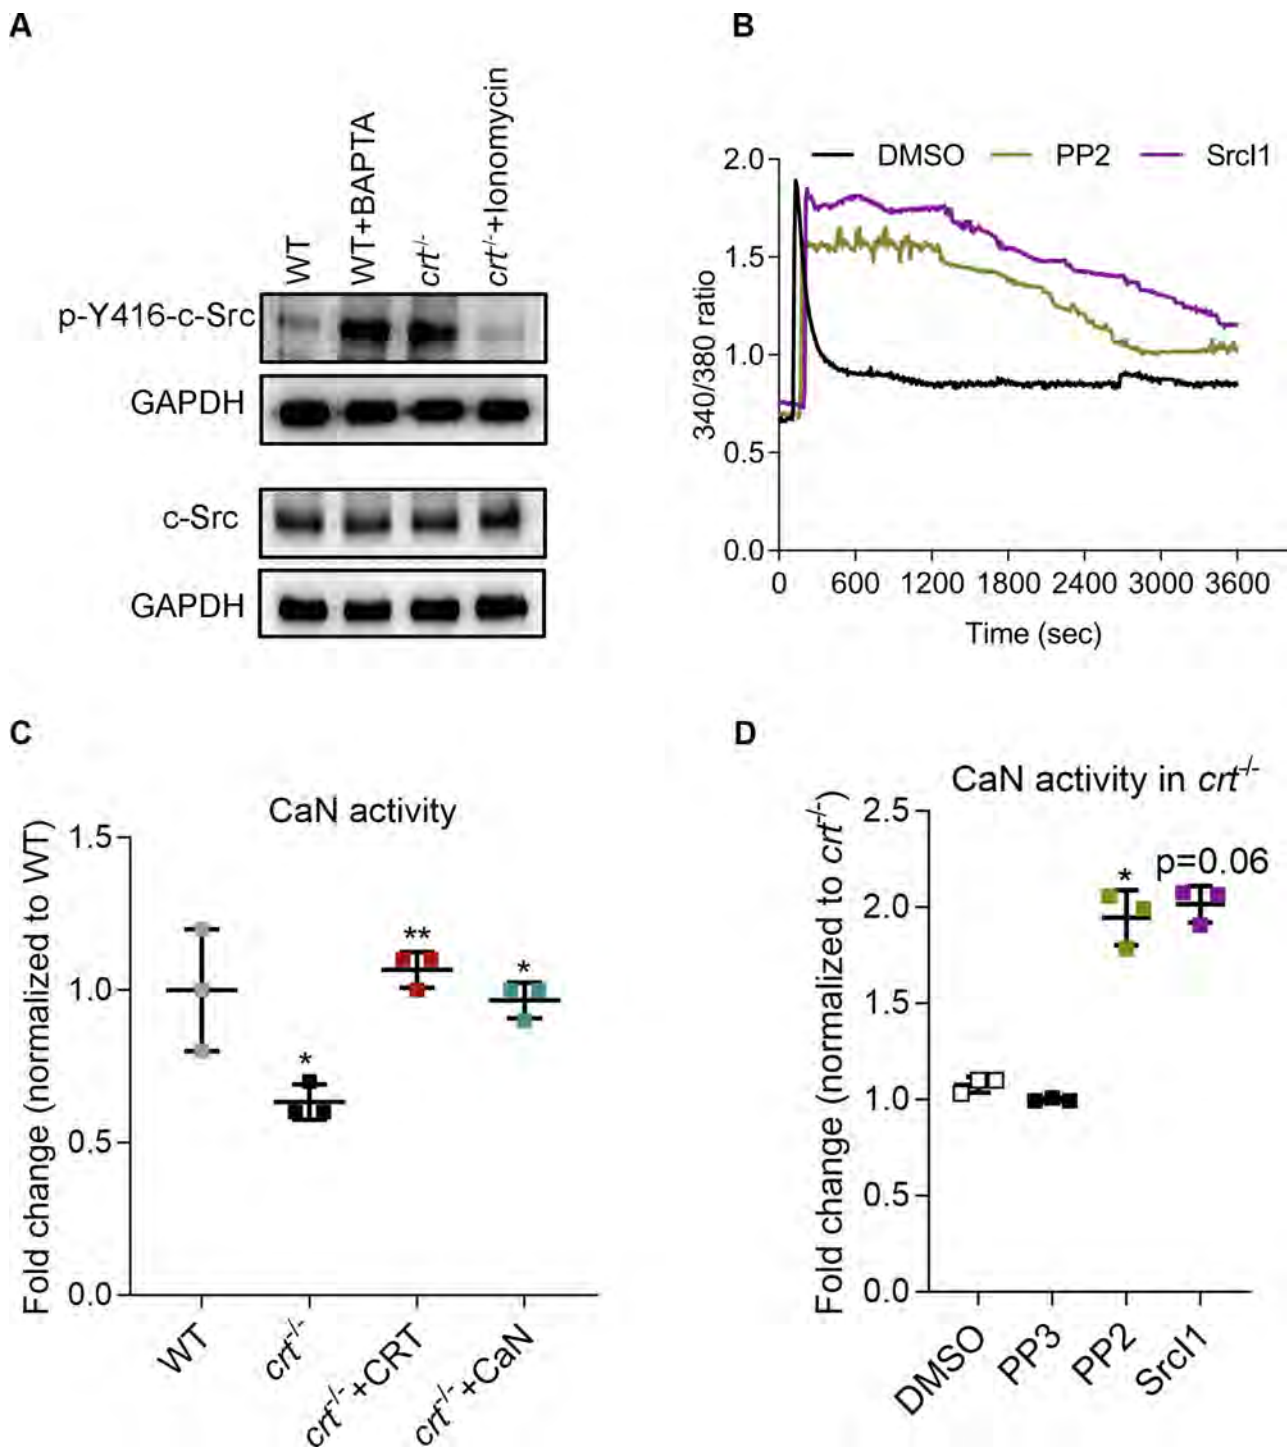 A
WT
WT+BAPTA
crt-/-
crt-/-+Ionomycin
p-Y416-c-Src
GAPDH
c-Src
GAPDH
B
DMSO PP2 SrcI1
340/380 ratio
2.0
1.5
1.0
0.5
0.0
0 600 1200 1800 2400 3000 3600
Time (sec)
C
CaN activity
Fold change (normalized to WT)
1.5
1.0
0.5
0.0
*
**
*
WT
crt-/-
crt-/-+CRT
crt-/-+CaN
D
CaN activity in crt-/-
Fold change (normalized to crt-/-)
2.5
2.0
1.5
1.0
0.5
0.0
*
p=0.06
DMSO
PP3
PP2
SrcI1